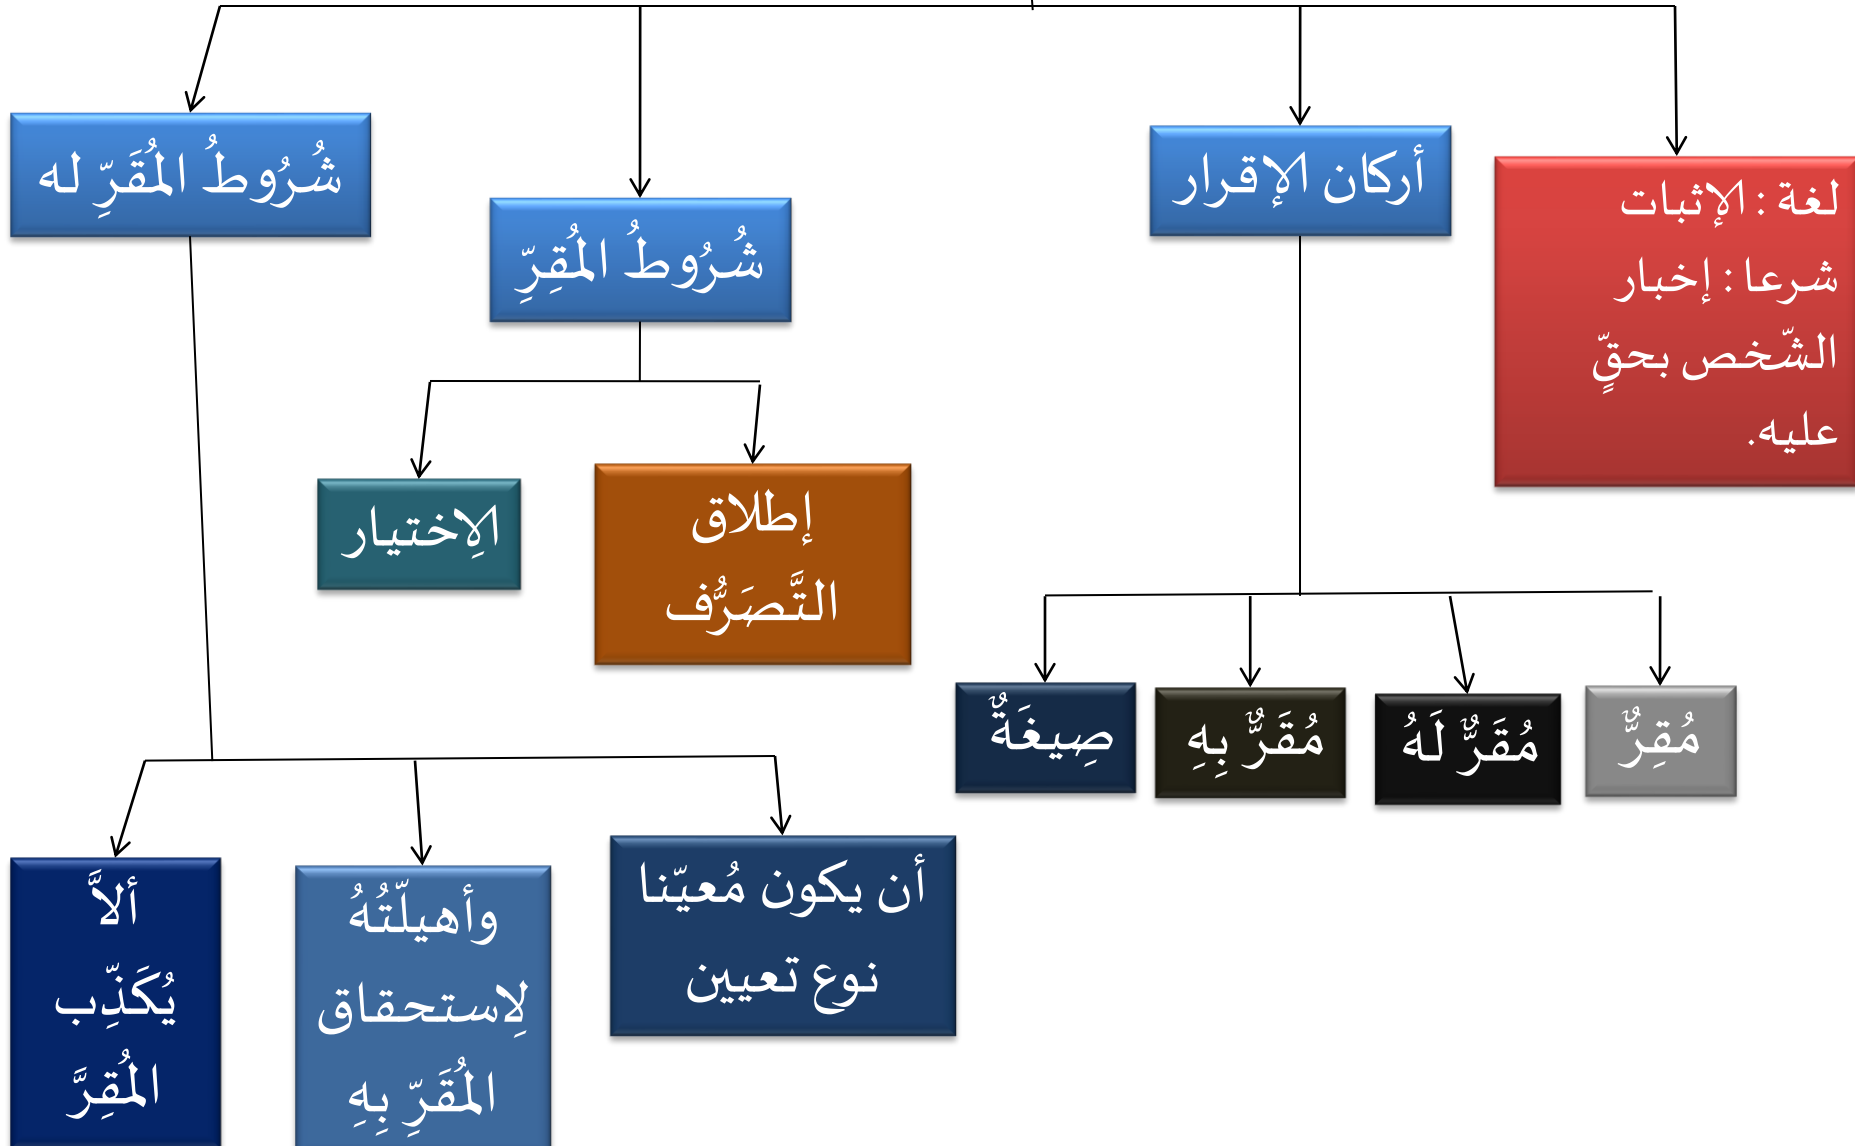 لغة : الإثبات
شرعا : إخبار
الشّخص بحقٍّ
عليه.
أركان الإقرار
مُقِرٌّ
مُقَرٌّ لَهُ
مُقَرٌّ بِهِ
صِيغَةٌ
شُرُوطُ المُقِرِّ
إطلاق
التَّصَرُّف
الِاختيار
شُرُوطُ المُقَرِّ له
أن يكون مُعيّنا
نوع تعيين
وأهيلّتُهُ
لِاستحقاق
المُقَرِّ بِهِ
ألاَّ
يُكَذِّب
المُقِرَّ